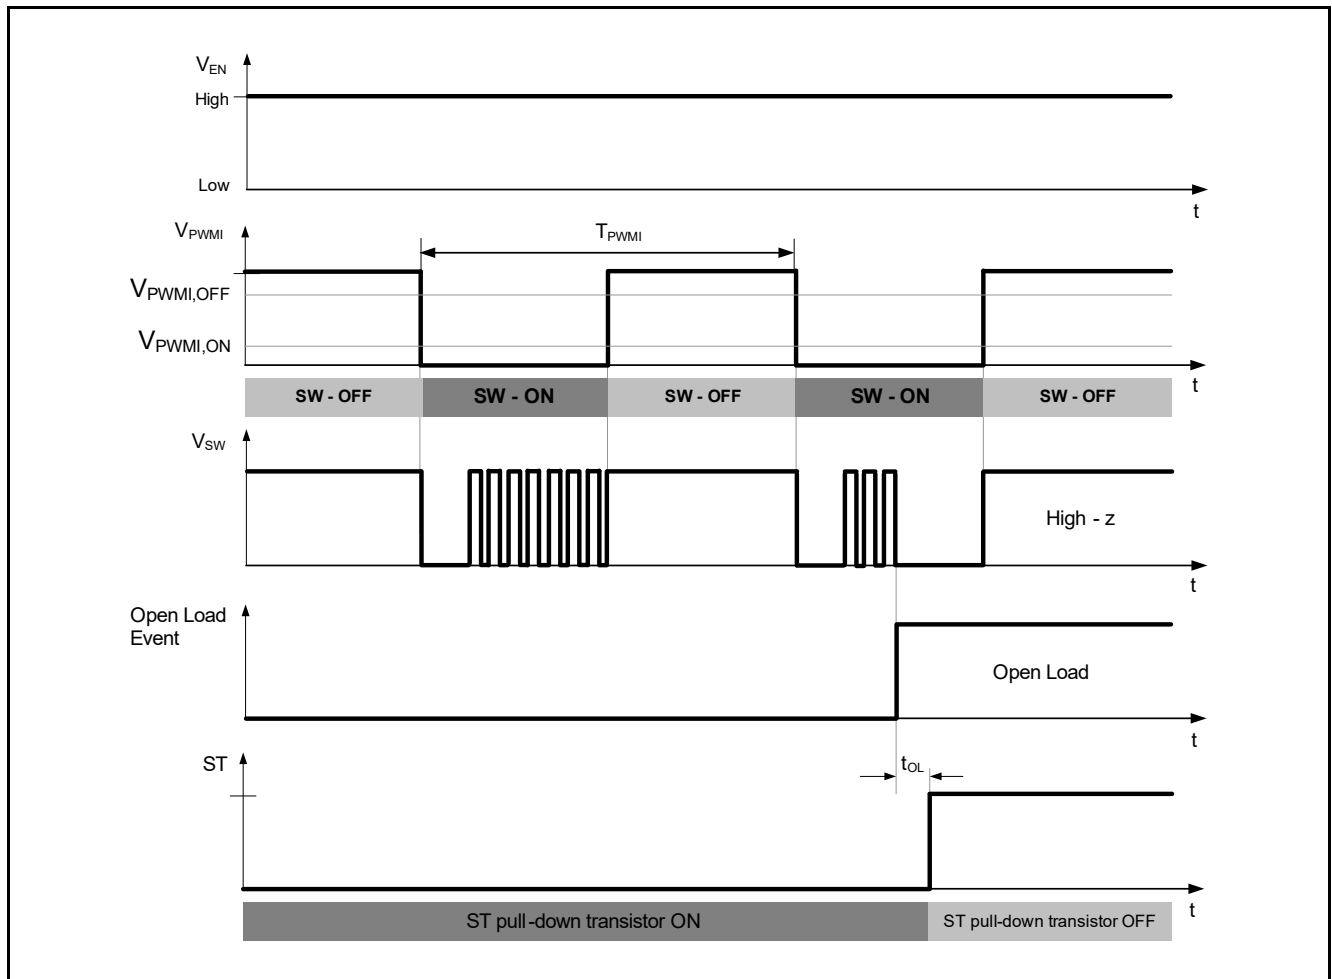 V_EN
High
Low
t
V_PWMI
T_PWMI
V_PWMI,OFF
V_PWMI,ON
t
SW - OFF SW - ON SW - OFF SW - ON SW - OFF
V_SW
High - z
t
Open Load
Event
Open Load
t
ST
t_OL
t
ST pull-down transistor ON ST pull-down transistor OFF